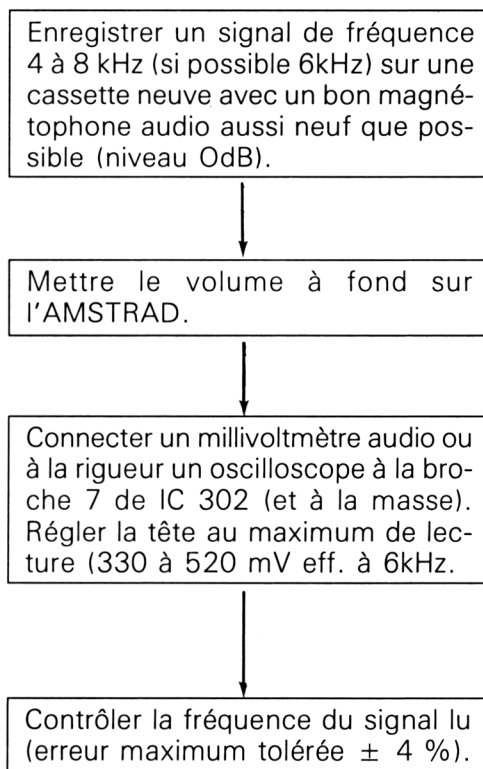 Enregistrer un signal de fréquence
4 à 8 kHz (si possible 6kHz) sur une
cassette neuve avec un bon magné-
tophone audio aussi neuf que pos-
sible (niveau OdB).
Mettre le volume à fond sur
l'AMSTRAD.
Connecter un millivoltmètre audio ou
à la rigueur un oscilloscope à la bro-
che 7 de IC 302 (et à la masse).
Régler la tête au maximum de lec-
ture (330 à 520 mV eff. à 6kHz.
Contrôler la fréquence du signal lu
(erreur maximum tolérée ± 4 %).